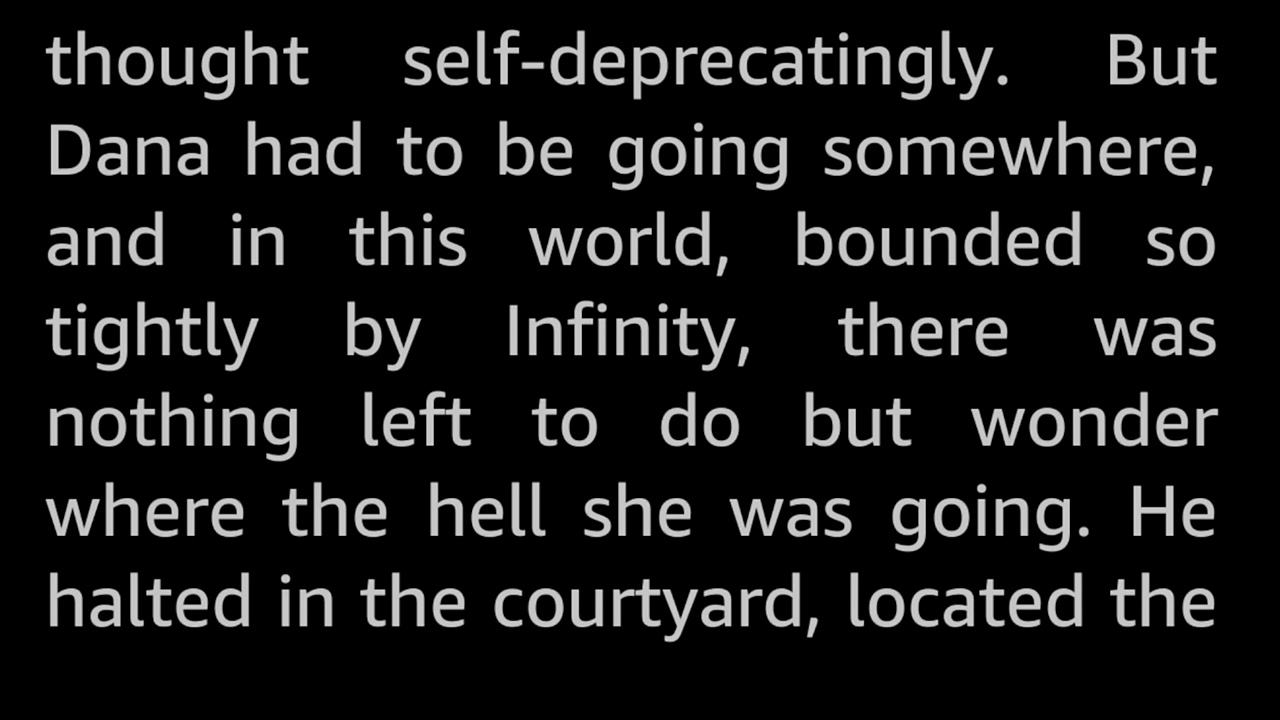 thought self-deprecatingly. But
Dana had to be going somewhere,
and in this world, bounded so
tightly by Infinity, there was
nothing left to do but wonder
where the hell she was going. He
halted in the courtyard, located the